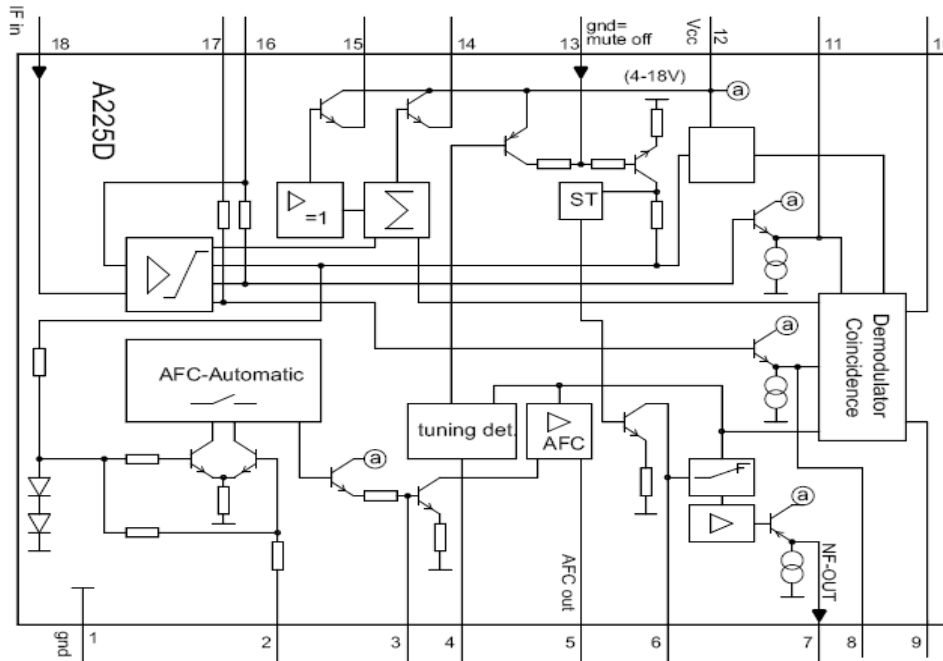 IF in
18
17
16
15
14
gnd=
mute off
13
Vcc
12
11
10
(4-18V)
a
A225D
=1
Σ
ST
a
a
Demodulator
Coincidence
AFC-Automatic
tuning det.
AFC
a
a
AFC out
NF-OUT
gnd
1
2
3
4
5
6
7
8
9